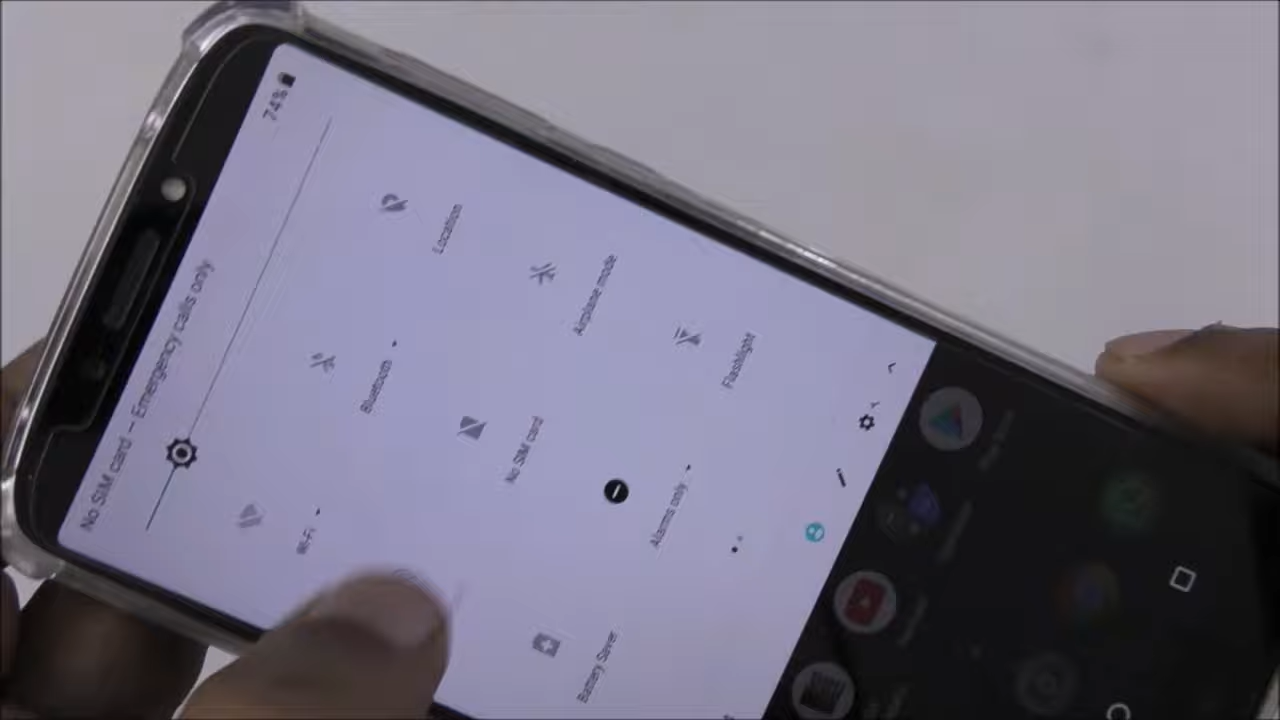 74%
No SIM card – Emergency calls only
Wi-Fi
Bluetooth
Location
No SIM card
Airplane mode
Battery Saver
Alarms only
Flashlight